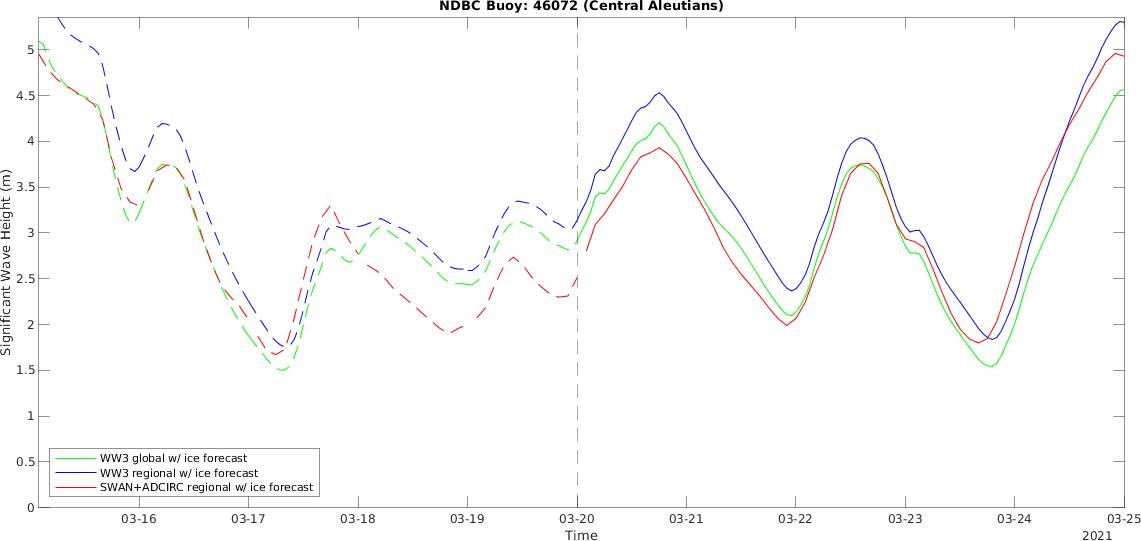 NDBC Buoy: 46072 (Central Aleutians)
5
4.5
4
3.5
3
2.5
2
1.5
1
0.5
0
Significant Wave Height (m)
WW3 global w/ ice forecast
WW3 regional w/ ice forecast
SWAN+ADCIRC regional w/ ice forecast
03-16 03-17 03-18 03-19 03-20 03-21 03-22 03-23 03-24 03-25
Time
2021